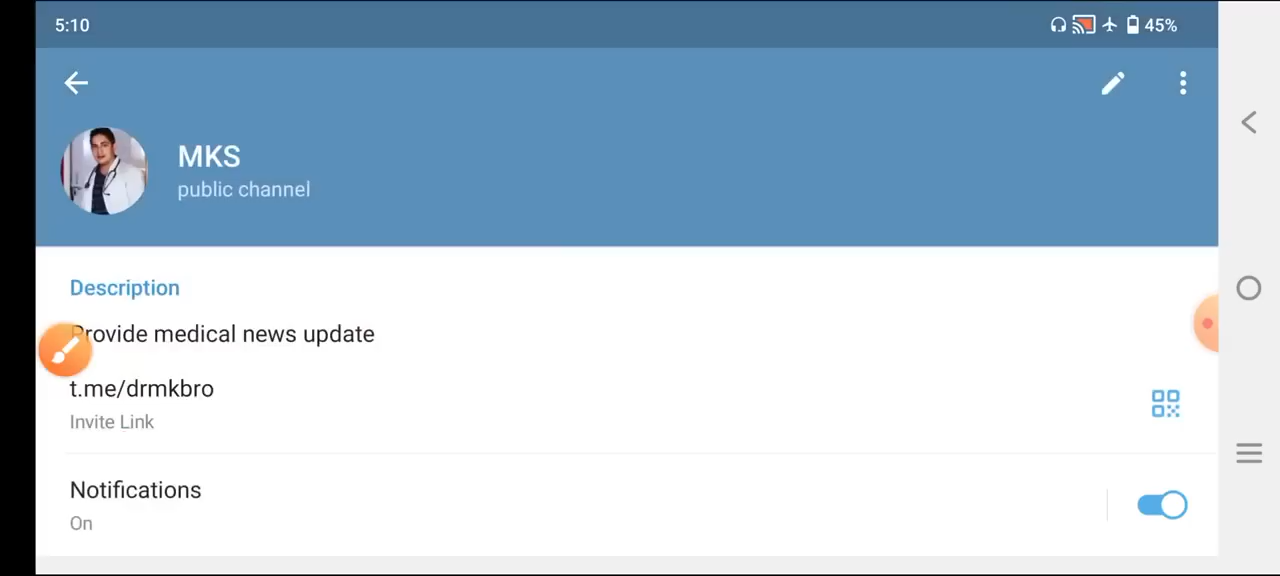 5:10
45%
MKS
public channel
Description
Provide medical news update
t.me/drmkbro
Invite Link
Notifications
On